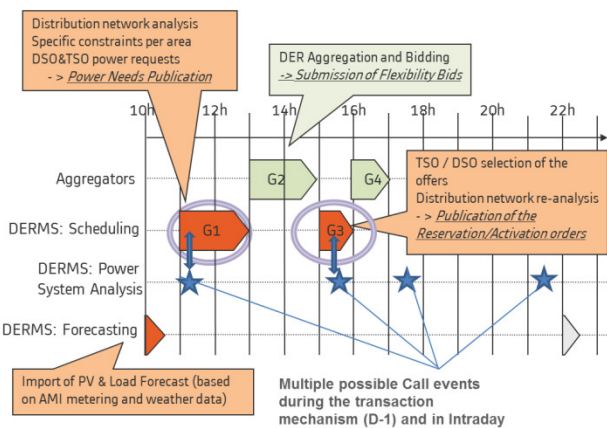 Distribution network analysis
Specific constraints per area
DSO&TSO power requests
- > Power Needs Publication
DER Aggregation and Bidding
-> Submission of Flexibility Bids
10h 12h 14h 16h 18h 20h 22h
Aggregators
G2
G4
TSO / DSO selection of the
offers
Distribution network re-analysis
- > Publication of the
Reservation/Activation orders
DERMS: Scheduling
G1
G3
DERMS: Power
System Analysis
DERMS: Forecasting
Import of PV & Load Forecast (based
on AMI metering and weather data)
Multiple possible Call events
during the transaction
mechanism (D-1) and in Intraday